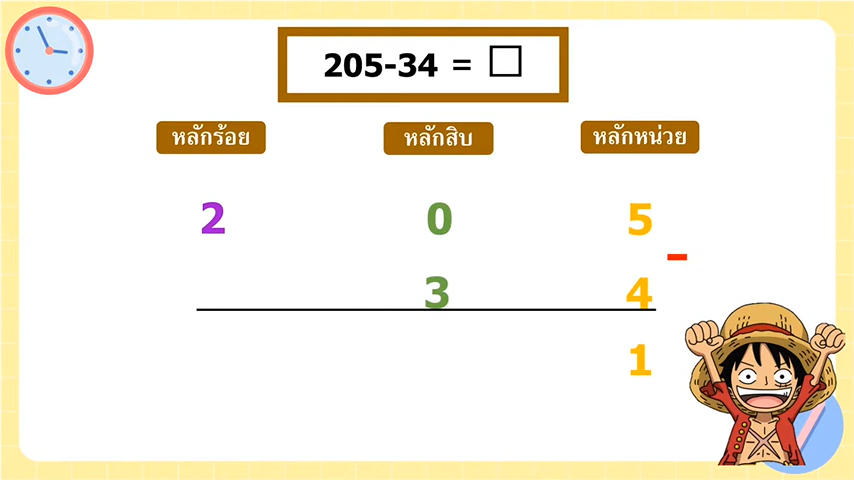 205-34 = □
หลักร้อย หลักสิบ หลักหน่วย
2 0 5
-
3 4
1